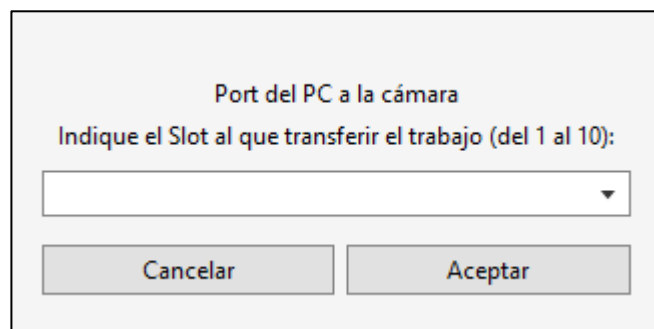 Port del PC a la cámara
Indique el Slot al que transferir el trabajo (del 1 al 10):
Cancelar
Aceptar